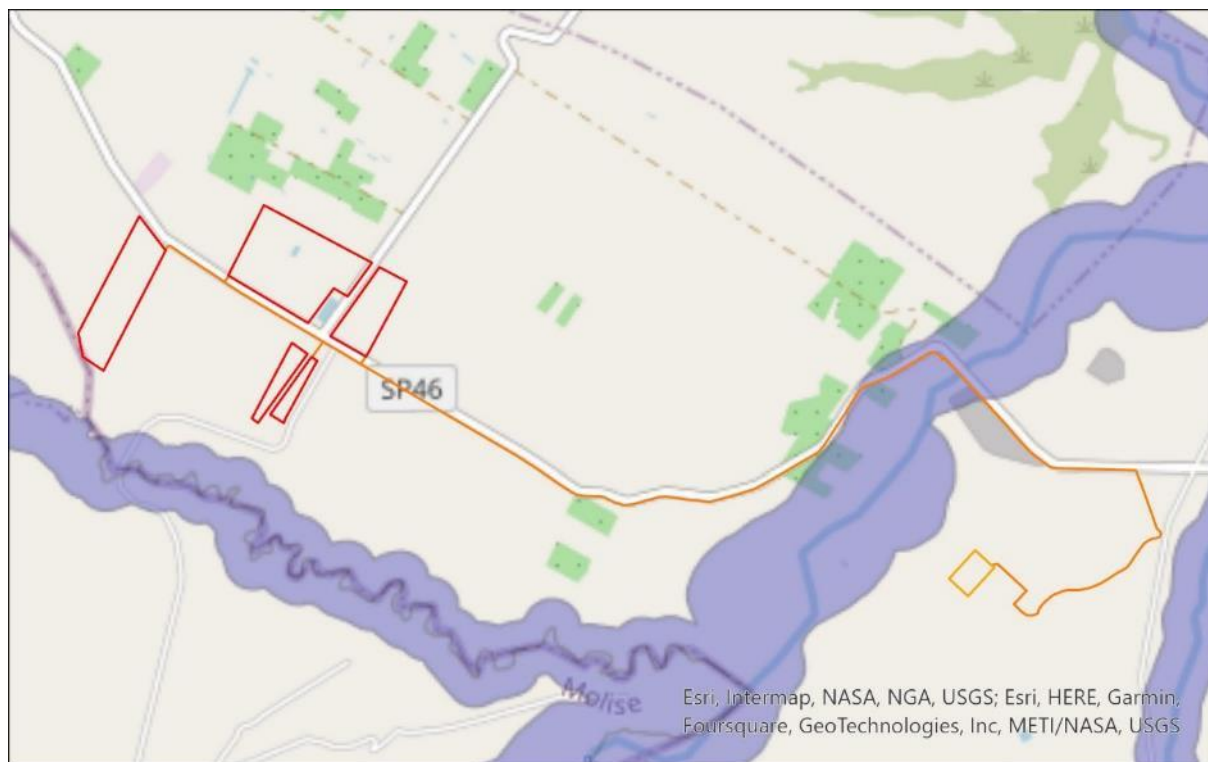 SP46
Molise
Esri, Intermap, NASA, NGA, USGS; Esri, HERE, Garmin,
Foursquare, GeoTechnologies, Inc, METI/NASA, USGS